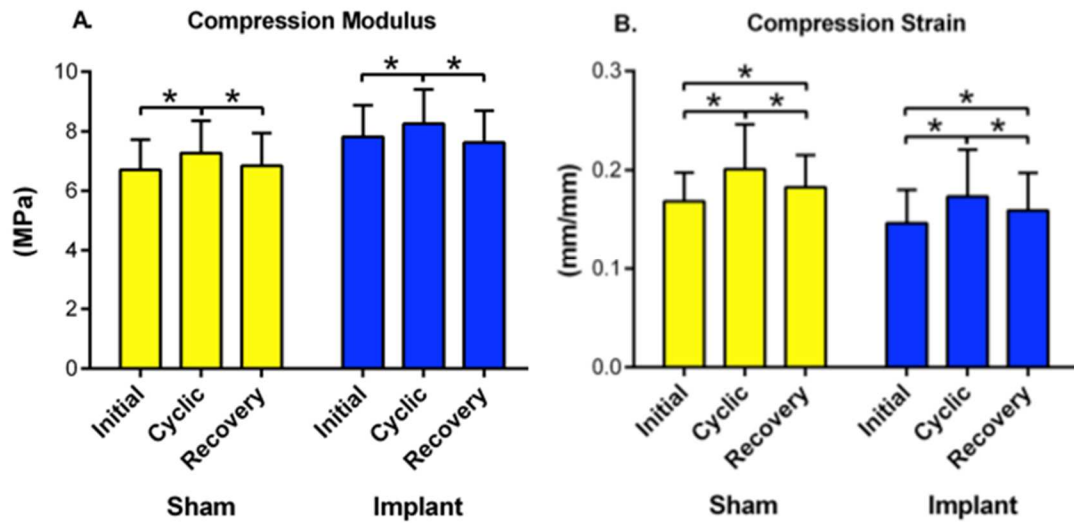 A. Compression Modulus
(MPa)
10
8
6
4
2
0
* * * *
Initial Cyclic Recovery Initial Cyclic Recovery
Sham Implant
B. Compression Strain
(mm/mm)
0.3
0.2
0.1
0.0
* * * * * *
Initial Cyclic Recovery Initial Cyclic Recovery
Sham Implant